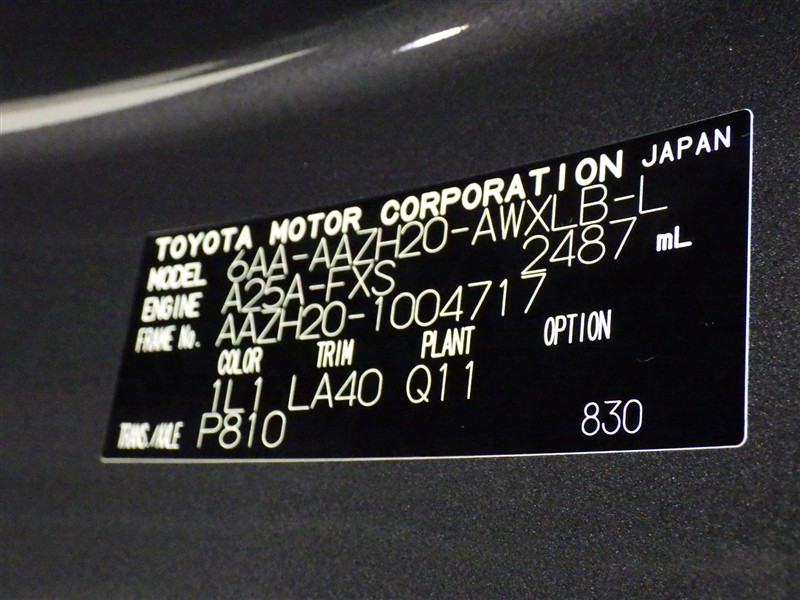 TOYOTA MOTOR CORPORATION JAPAN
MODEL 6AA-AAZH20-AWXLB-L
ENGINE A25A-FXS 2487 mL
FRAME No. AAZH20-1004717
COLOR TRIM PLANT OPTION
1L1 LA40 Q11
TRANS./AXLE P810 830